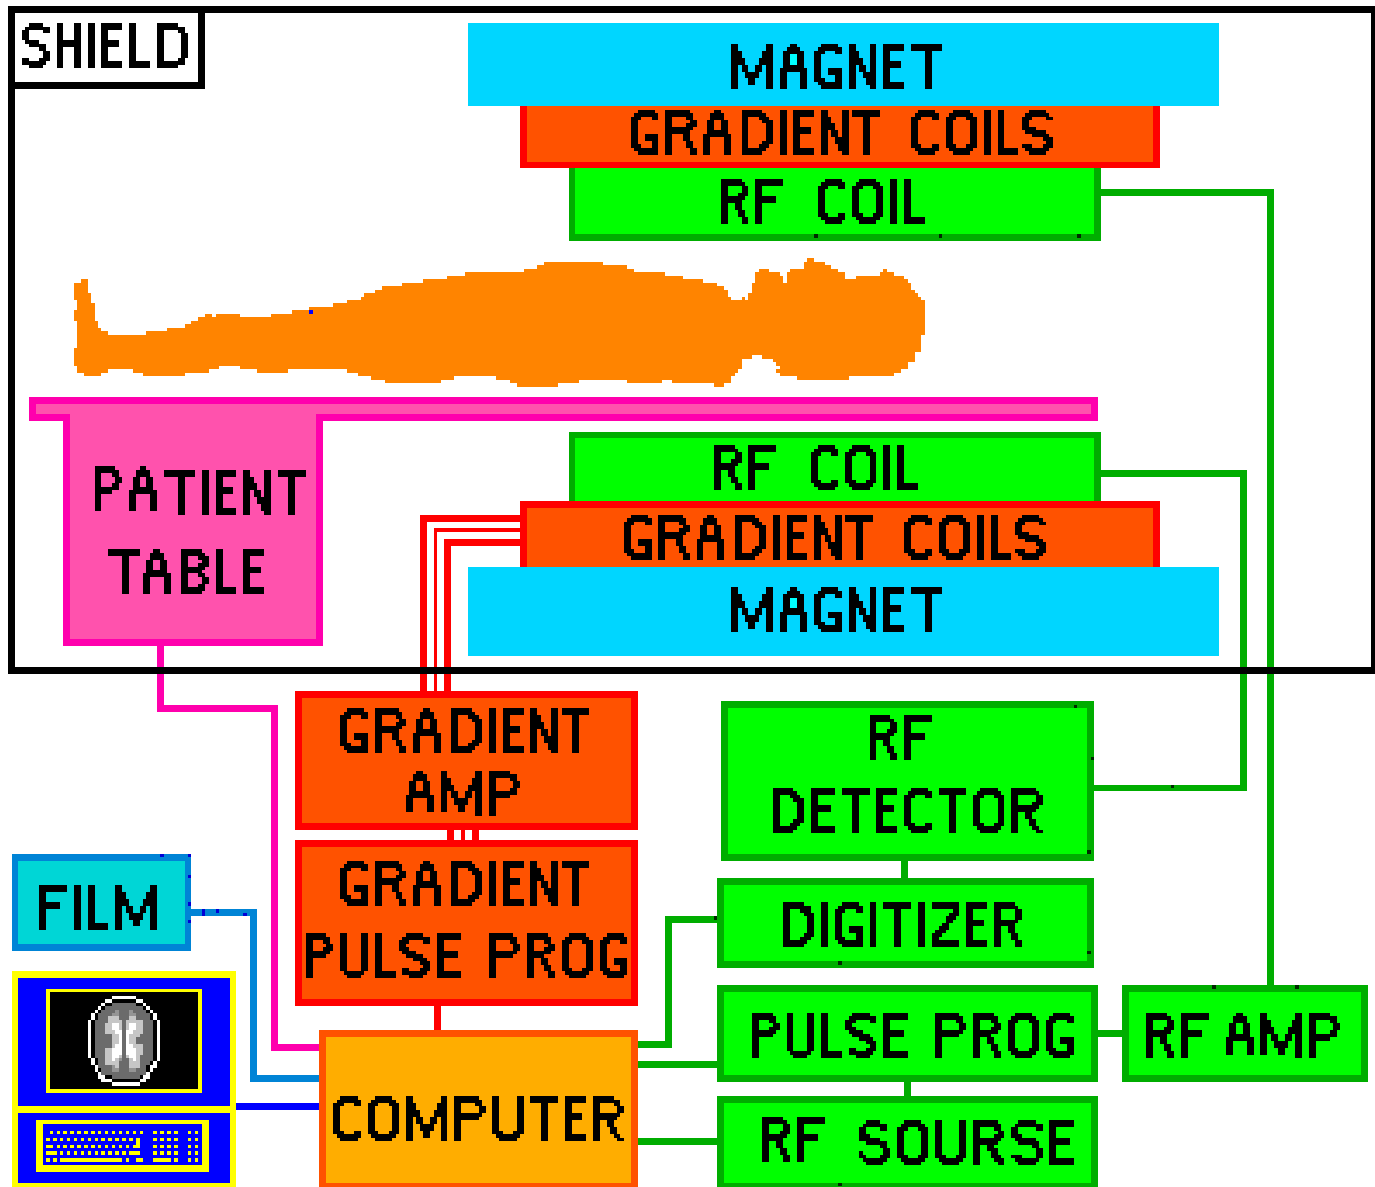 SHIELD
MAGNET
GRADIENT COILS
RF COIL
RF COIL
GRADIENT COILS
MAGNET
PATIENT
TABLE
GRADIENT
AMP
GRADIENT
PULSE PROG
RF
DETECTOR
DIGITIZER
PULSE PROG
RF AMP
RF SOURSE
FILM
COMPUTER